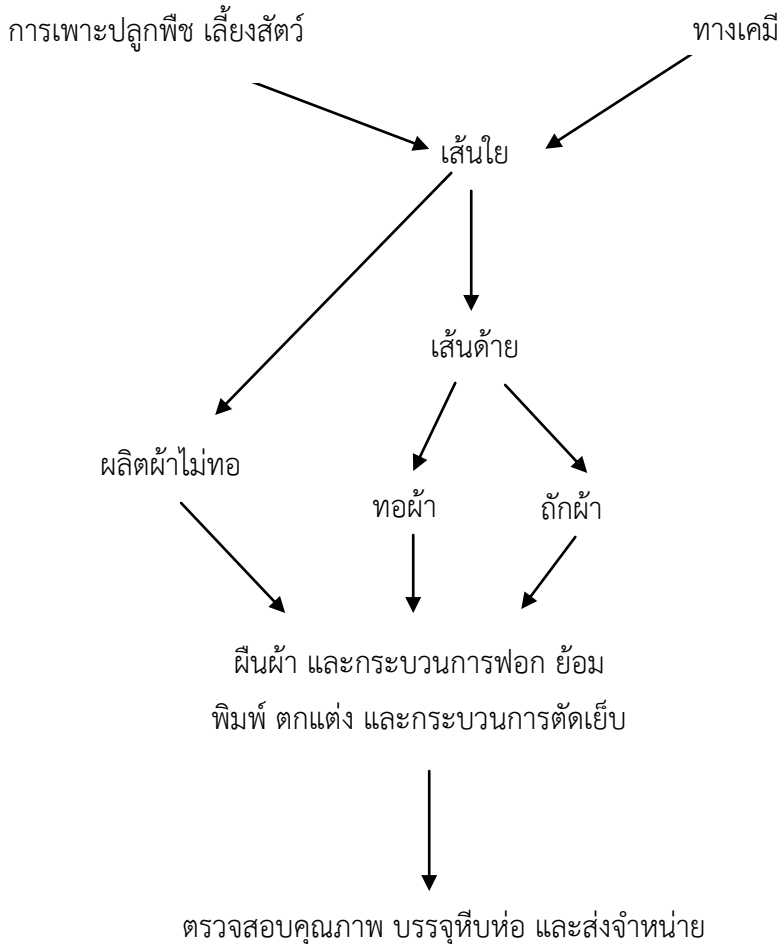 การเพาะปลูกพืช เลี้ยงสัตว์
ทางเคมี
เส้นใย
เส้นด้าย
ผลิตผ้าไม่ทอ
ทอผ้า
ถักผ้า
ผืนผ้า และกระบวนการฟอก ย้อม
พิมพ์ ตกแต่ง และกระบวนการตัดเย็บ
ตรวจสอบคุณภาพ บรรจุหีบห่อ และส่งจำหน่าย